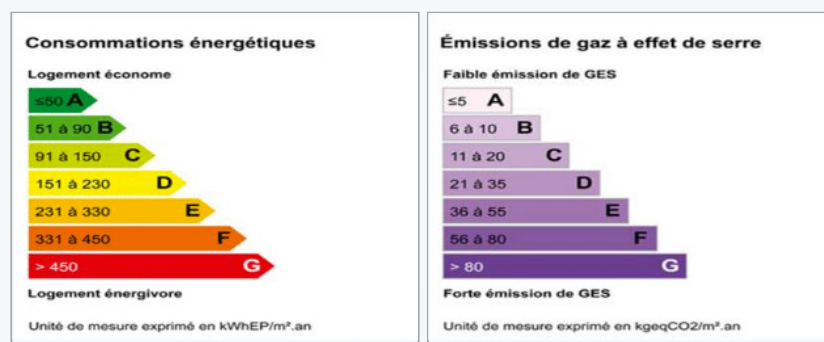 Consommations énergétiques
Logement économe
≤50 A
51 à 90 B
91 à 150 C
151 à 230 D
231 à 330 E
331 à 450 F
> 450 G
Logement énergivore
Unité de mesure exprimé en kWhEP/m².an
Émissions de gaz à effet de serre
Faible émission de GES
≤5 A
6 à 10 B
11 à 20 C
21 à 35 D
36 à 55 E
56 à 80 F
> 80 G
Forte émission de GES
Unité de mesure exprimé en kgeqCO2/m².an